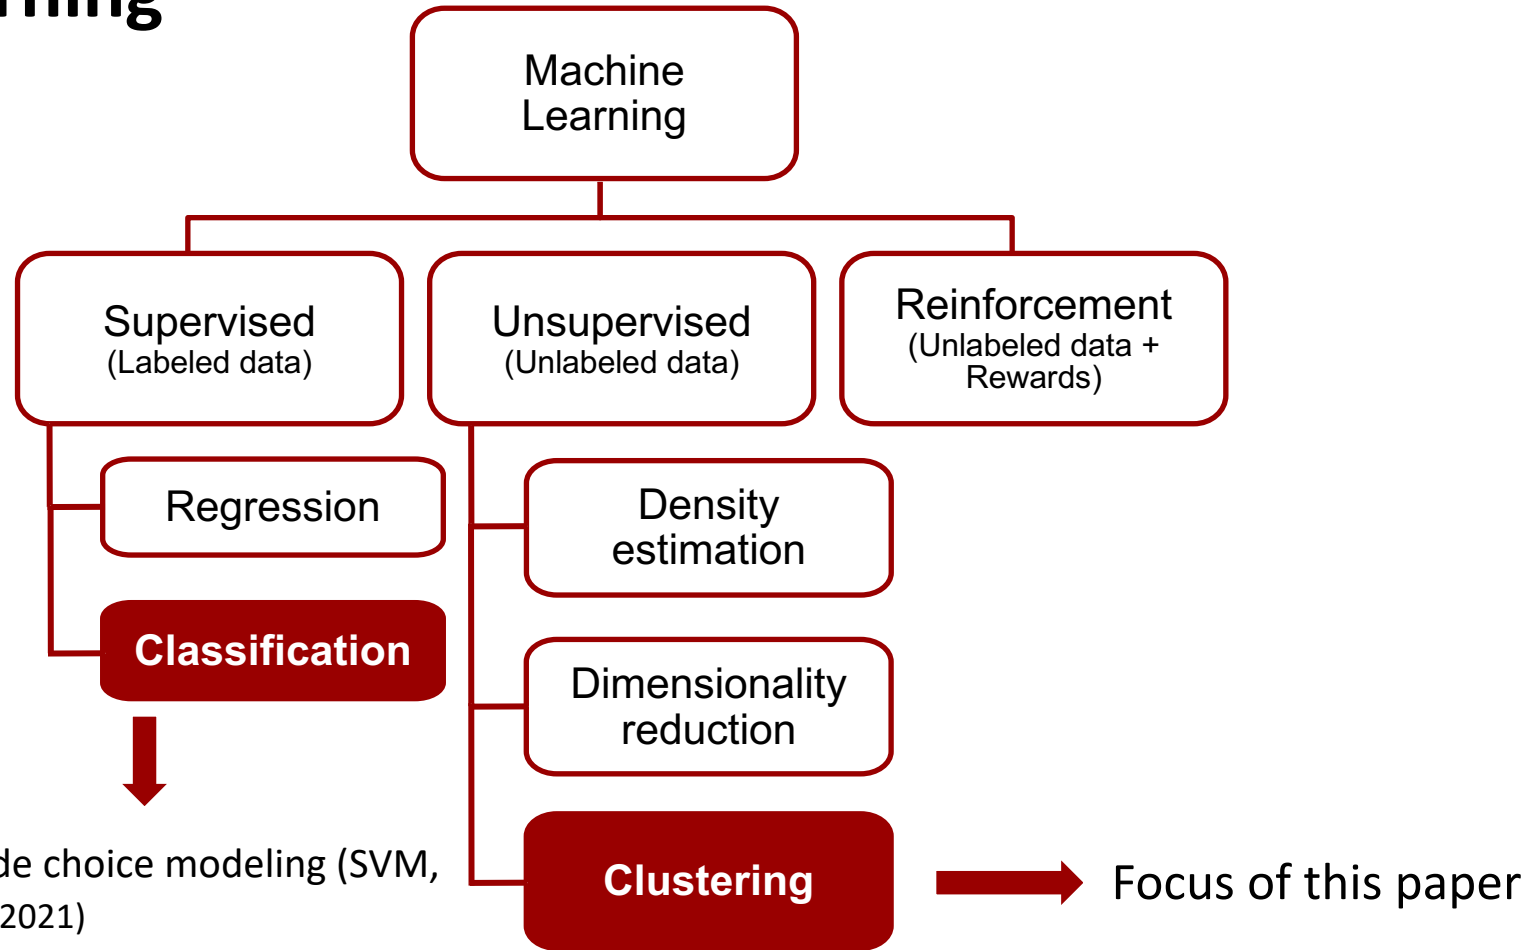 Machine
Learning
Supervised
(Labeled data)
Unsupervised
(Unlabeled data)
Reinforcement
(Unlabeled data +
Rewards)
Regression
Density
estimation
Classification
Dimensionality
reduction
choice modeling (SVM,
2021)
Clustering
Focus of this paper